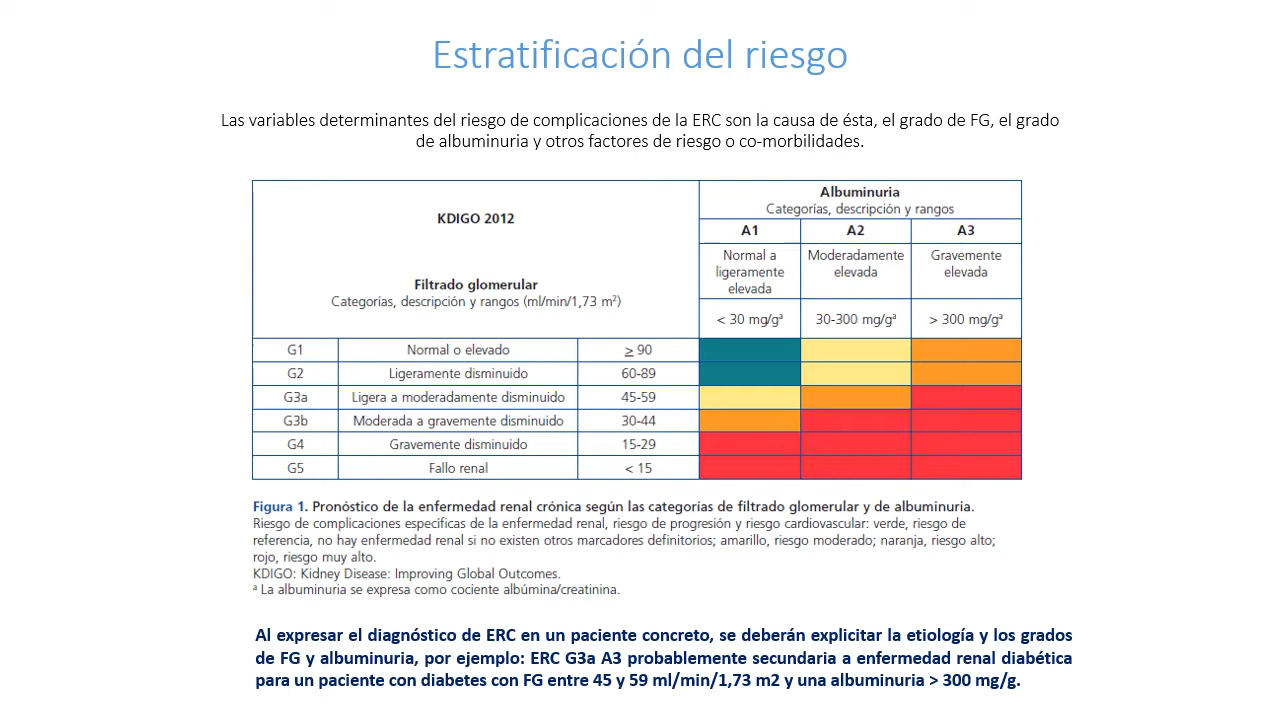 Estratificación del riesgo
Las variables determinantes del riesgo de complicaciones de la ERC son la causa de ésta, el grado de FG, el grado
de albuminuria y otros factores de riesgo o co-morbilidades.
KDIGO 2012
Filtrado glomerular
Categorías, descripción y rangos (ml/min/1,73 m²)
Albuminuria
Categorías, descripción y rangos
A1 A2 A3
Normal a Moderadamente Gravemente
ligeramente elevada elevada
elevada
< 30 mg/gª 30-300 mg/gª > 300 mg/gª
G1 Normal o elevado ≥ 90
G2 Ligeramente disminuido 60-89
G3a Ligera a moderadamente disminuido 45-59
G3b Moderada a gravemente disminuido 30-44
G4 Gravemente disminuido 15-29
G5 Fallo renal < 15
Figura 1. Pronóstico de la enfermedad renal crónica según las categorías de filtrado glomerular y de albuminuria.
Riesgo de complicaciones específicas de la enfermedad renal, riesgo de progresión y riesgo cardiovascular: verde, riesgo de
referencia, no hay enfermedad renal si no existen otros marcadores definitorios; amarillo, riesgo moderado; naranja, riesgo alto;
rojo, riesgo muy alto.
KDIGO: Kidney Disease: Improving Global Outcomes.
ª La albuminuria se expresa como cociente albúmina/creatinina.
Al expresar el diagnóstico de ERC en un paciente concreto, se deberán explicitar la etiología y los grados
de FG y albuminuria, por ejemplo: ERC G3a A3 probablemente secundaria a enfermedad renal diabética
para un paciente con diabetes con FG entre 45 y 59 ml/min/1,73 m2 y una albuminuria > 300 mg/g.